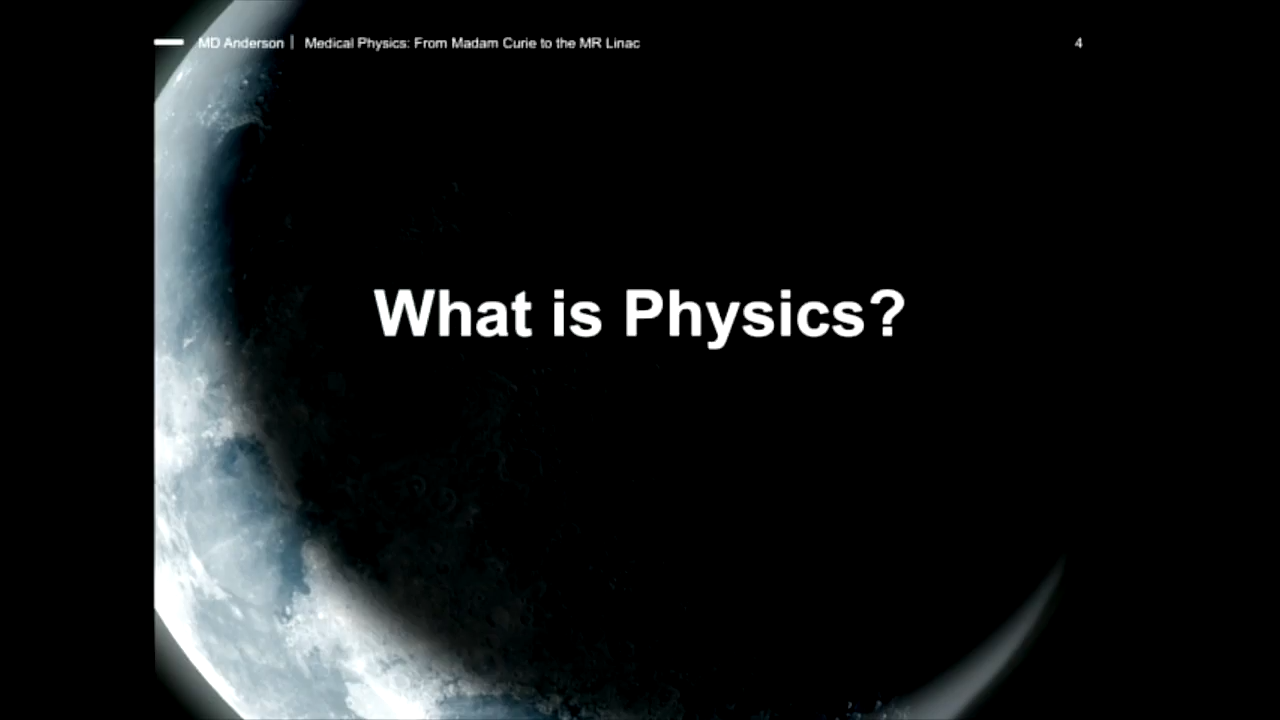 MD Anderson | Medical Physics: From Madam Curie to the MR Linac 4
What is Physics?